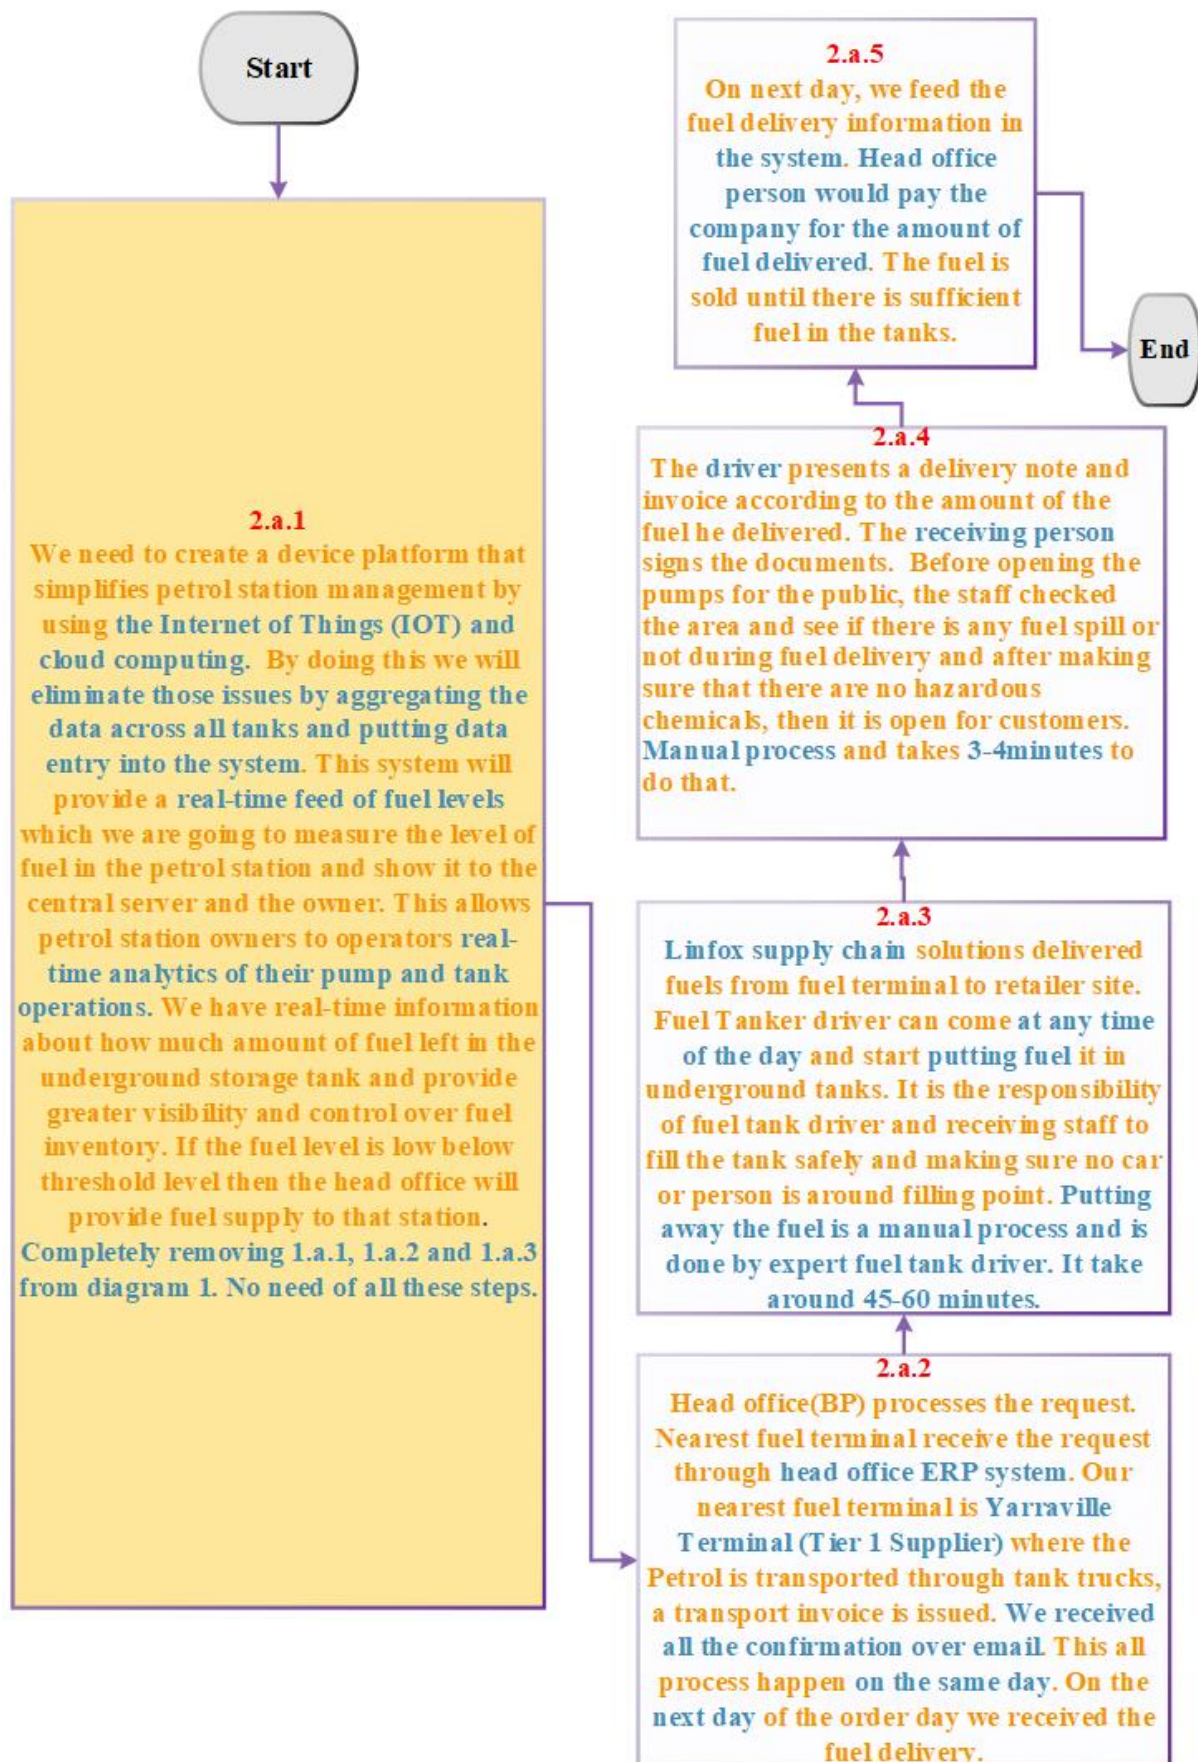 Start
2.a.1
We need to create a device platform that
simplifies petrol station management by
using the Internet of Things (IOT) and
cloud computing.  By doing this we will
eliminate those issues by aggregating the
data across all tanks and putting data
entry into the system. This system will
provide a real-time feed of fuel levels
which we are going to measure the level of
fuel in the petrol station and show it to the
central server and the owner. This allows
petrol station owners to operators real-
time analytics of their pump and tank
operations. We have real-time information
about how much amount of fuel left in the
underground storage tank and provide
greater visibility and control over fuel
inventory. If the fuel level is low below
threshold level then the head office will
provide fuel supply to that station.
Completely removing 1.a.1, 1.a.2 and 1.a.3
from diagram 1. No need of all these steps.
2.a.2
Head office(BP) processes the request.
Nearest fuel terminal receive the request
through head office ERP system. Our
nearest fuel terminal is Yarraville
Terminal (Tier 1 Supplier) where the
Petrol is transported through tank trucks,
a transport invoice is issued. We received
all the confirmation over email. This all
process happen on the same day. On the
next day of the order day we received the
fuel delivery.
2.a.3
Linfox supply chain solutions delivered
fuels from fuel terminal to retailer site.
Fuel Tanker driver can come at any time
of the day and start putting fuel it in
underground tanks. It is the responsibility
of fuel tank driver and receiving staff to
fill the tank safely and making sure no car
or person is around filling point. Putting
away the fuel is a manual process and is
done by expert fuel tank driver. It take
around 45-60 minutes.
2.a.4
The driver presents a delivery note and
invoice according to the amount of the
fuel he delivered. The receiving person
signs the documents.  Before opening the
pumps for the public, the staff checked
the area and see if there is any fuel spill or
not during fuel delivery and after making
sure that there are no hazardous
chemicals, then it is open for customers.
Manual process and takes 3-4minutes to
do that.
2.a.5
On next day, we feed the
fuel delivery information in
the system. Head office
person would pay the
company for the amount of
fuel delivered. The fuel is
sold until there is sufficient
fuel in the tanks.
End